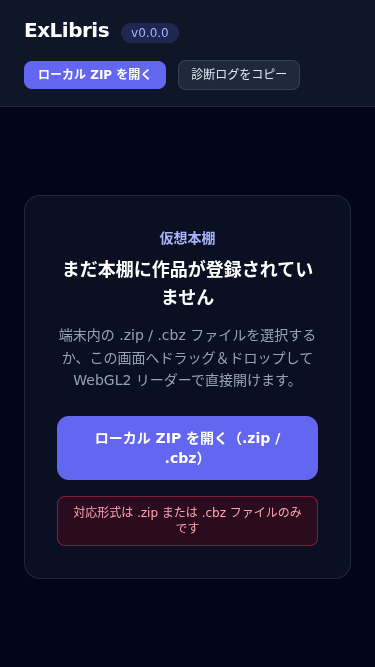 ExLibris v0.0.0
ローカル ZIP を開く 診断ログをコピー
仮想本棚
まだ本棚に作品が登録されてい
ません
端末内の .zip / .cbz ファイルを選択する
か、この画面へドラッグ＆ドロップして
WebGL2 リーダーで直接開けます。
ローカル ZIP を開く（.zip /
.cbz）
対応形式は .zip または .cbz ファイルのみ
です